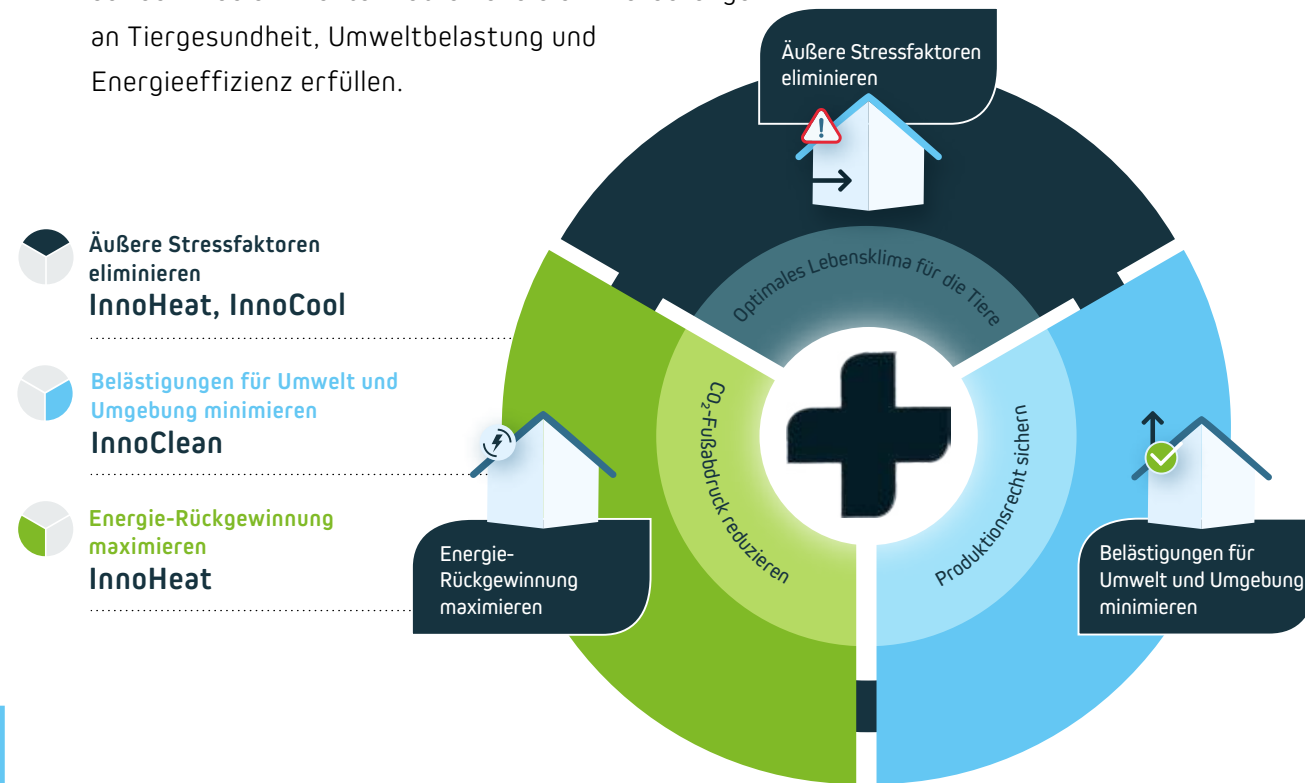 an Tiergesundheit, Umweltbelastung und
Energieeffizienz erfüllen.
Äußere Stressfaktoren
eliminieren
Äußere Stressfaktoren
eliminieren
InnoHeat, InnoCool
Belästigungen für Umwelt und
Umgebung minimieren
InnoClean
Energie-Rückgewinnung
maximieren
InnoHeat
Optimales Lebensklima für die Tiere
CO₂-Fußabdruck reduzieren
Produktionsrecht sichern
Energie-
Rückgewinnung
maximieren
Belästigungen für
Umwelt und Umgebung
minimieren